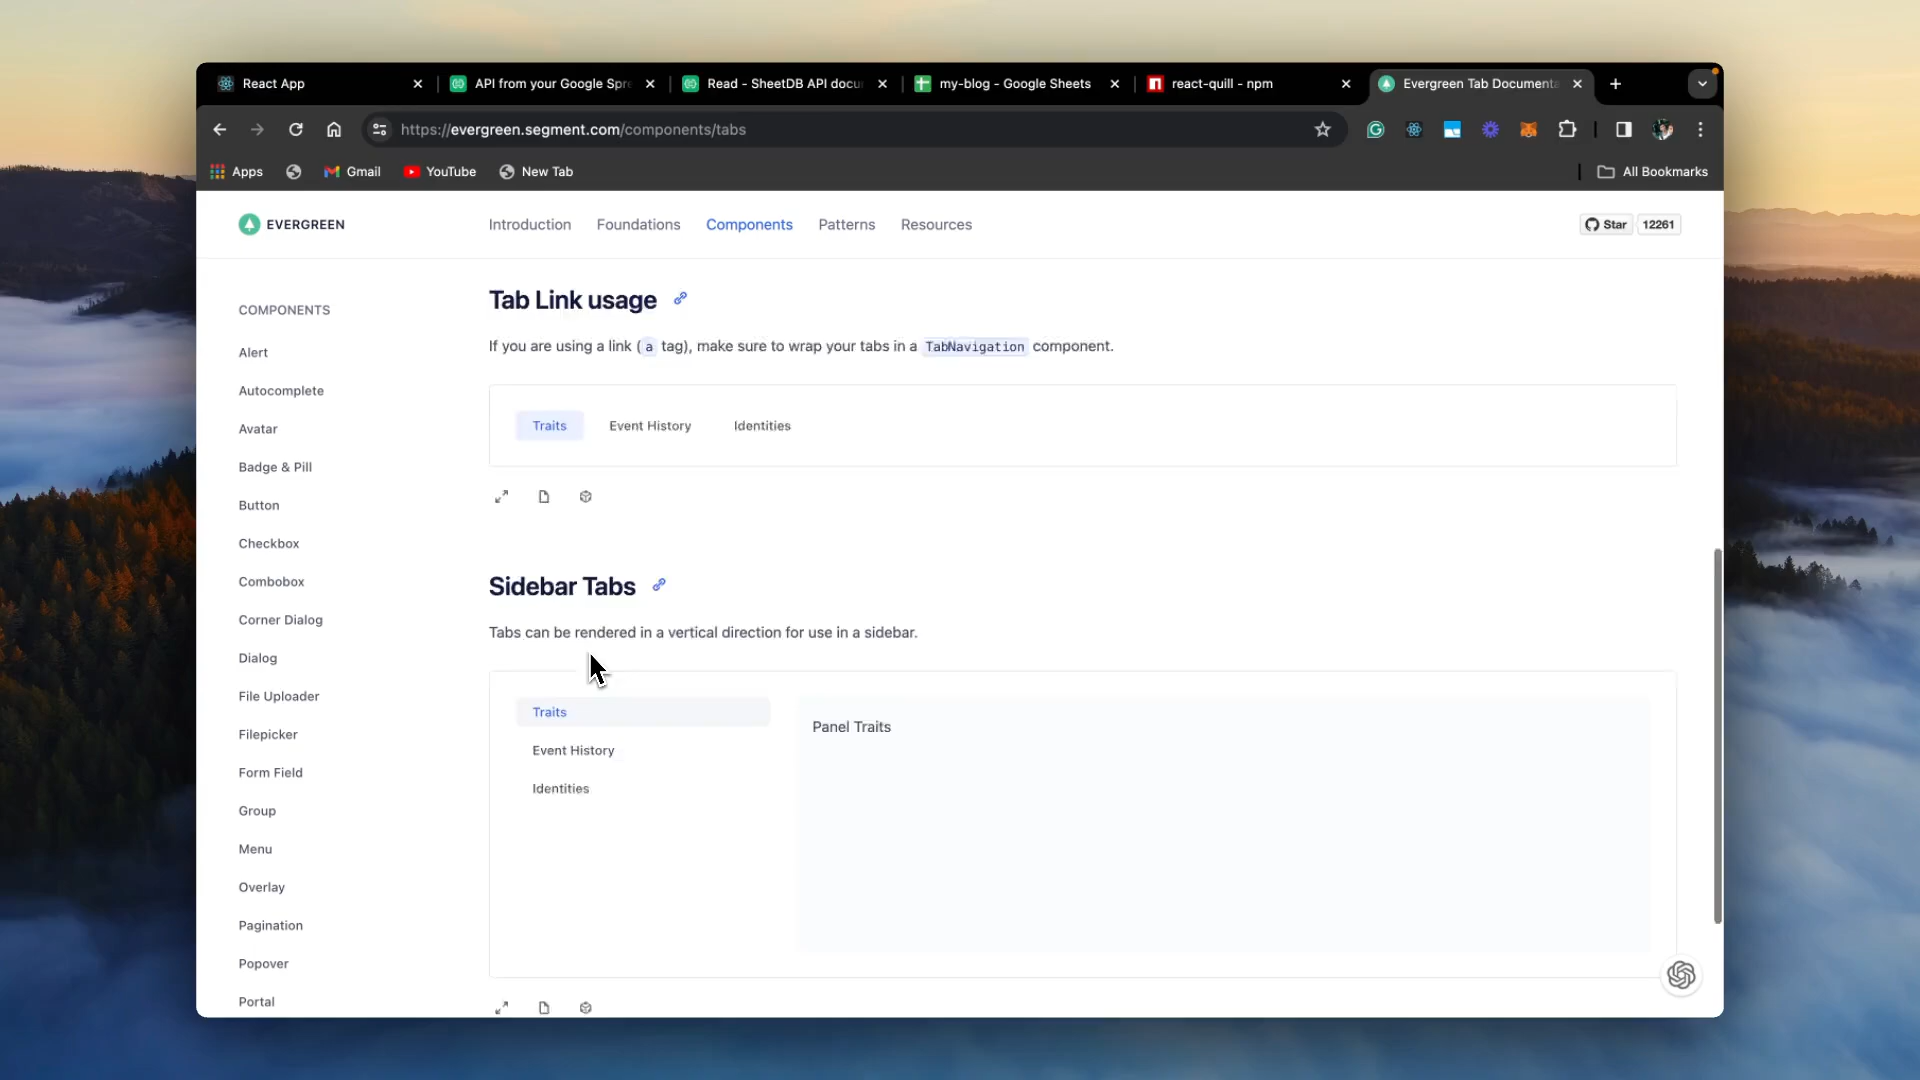 React App
API from your Google Spre
Read - SheetDB API docu
my-blog - Google Sheets
react-quill - npm
Evergreen Tab Documenta
https://evergreen.segment.com/components/tabs
Apps
Gmail
YouTube
New Tab
All Bookmarks
EVERGREEN
Introduction
Foundations
Components
Patterns
Resources
Star
12261
COMPONENTS
Alert
Autocomplete
Avatar
Badge & Pill
Button
Checkbox
Combobox
Corner Dialog
Dialog
File Uploader
Filepicker
Form Field
Group
Menu
Overlay
Pagination
Popover
Portal
Tab Link usage
If you are using a link ( a tag), make sure to wrap your tabs in a TabNavigation component.
Traits
Event History
Identities
Sidebar Tabs
Tabs can be rendered in a vertical direction for use in a sidebar.
Traits
Event History
Identities
Panel Traits